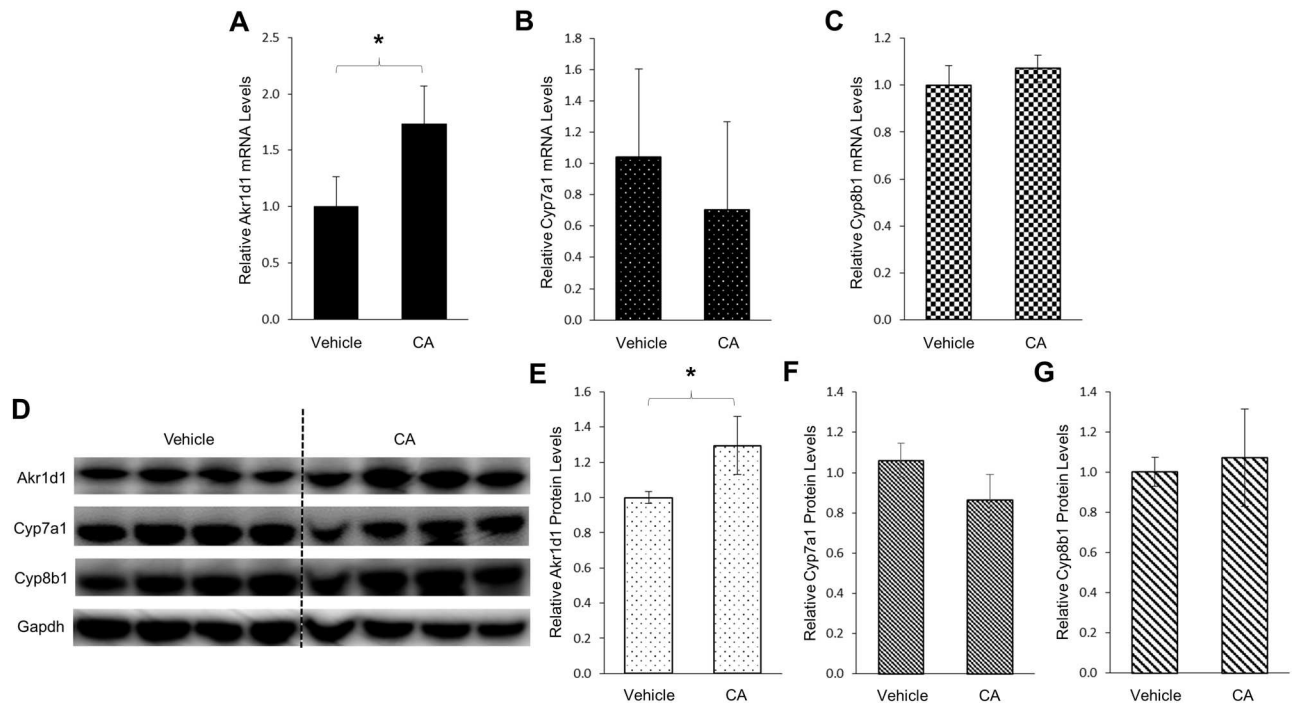 A
Relative Akr1d1 mRNA Levels
2.5
2.0
1.5
1.0
0.5
0.0
*
Vehicle CA
B
Relative Cyp7a1 mRNA Levels
1.8
1.6
1.4
1.2
1.0
0.8
0.6
0.4
0.2
0.0
Vehicle CA
C
Relative Cyp8b1 mRNA Levels
1.2
1.0
0.8
0.6
0.4
0.2
0.0
Vehicle CA
D
Vehicle CA
Akr1d1
Cyp7a1
Cyp8b1
Gapdh
E
Relative Akr1d1 Protein Levels
1.6
1.4
1.2
1.0
0.8
0.6
0.4
0.2
0.0
*
Vehicle CA
F
Relative Cyp7a1 Protein Levels
1.4
1.2
1.0
0.8
0.6
0.4
0.2
0.0
Vehicle CA
G
Relative Cyp8b1 Protein Levels
1.4
1.2
1.0
0.8
0.6
0.4
0.2
0.0
Vehicle CA